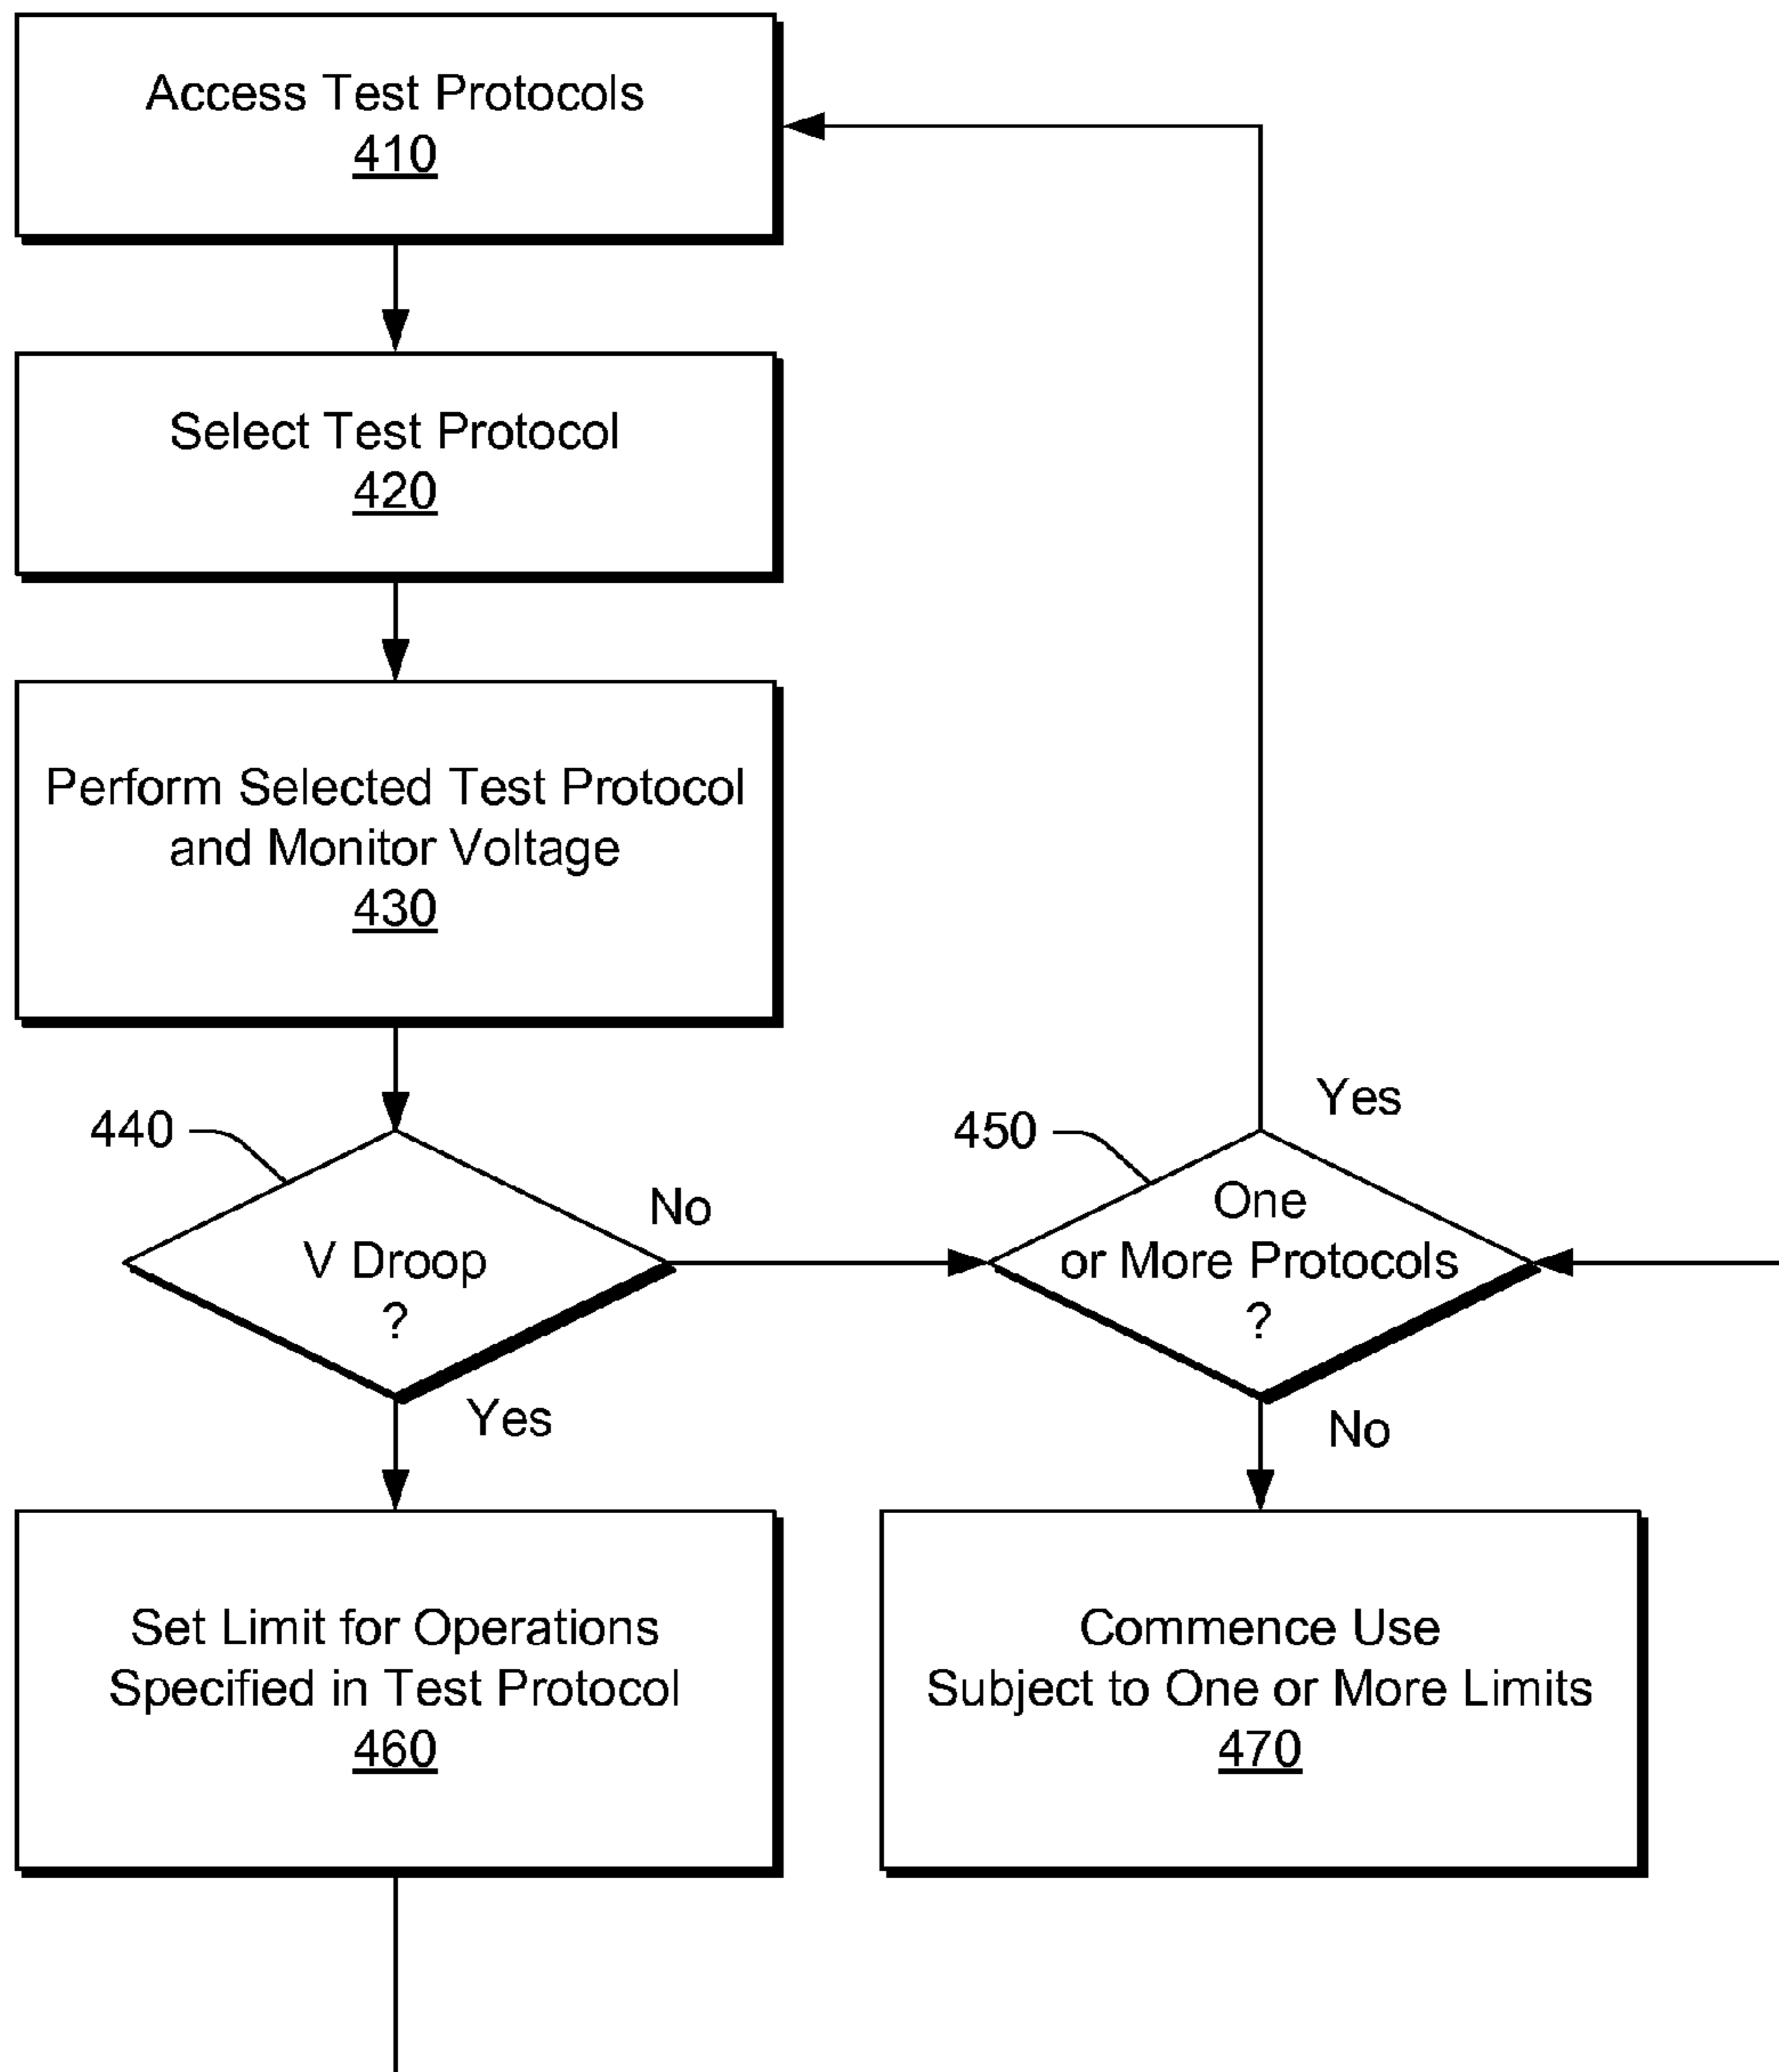 Access Test Protocols
410
Select Test Protocol
420
Perform Selected Test Protocol
and Monitor Voltage
430
440
V Droop
?
No
Yes
450
One
or More Protocols
?
Yes
No
Set Limit for Operations
Specified in Test Protocol
460
Commence Use
Subject to One or More Limits
470